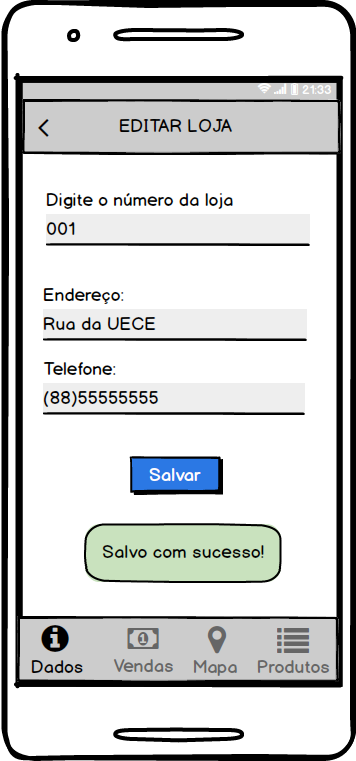 21:33
EDITAR LOJA
Digite o número da loja
001
Endereço:
Rua da UECE
Telefone:
(88)55555555
Salvar
Salvo com sucesso!
1
Dados Vendas Mapa Produtos